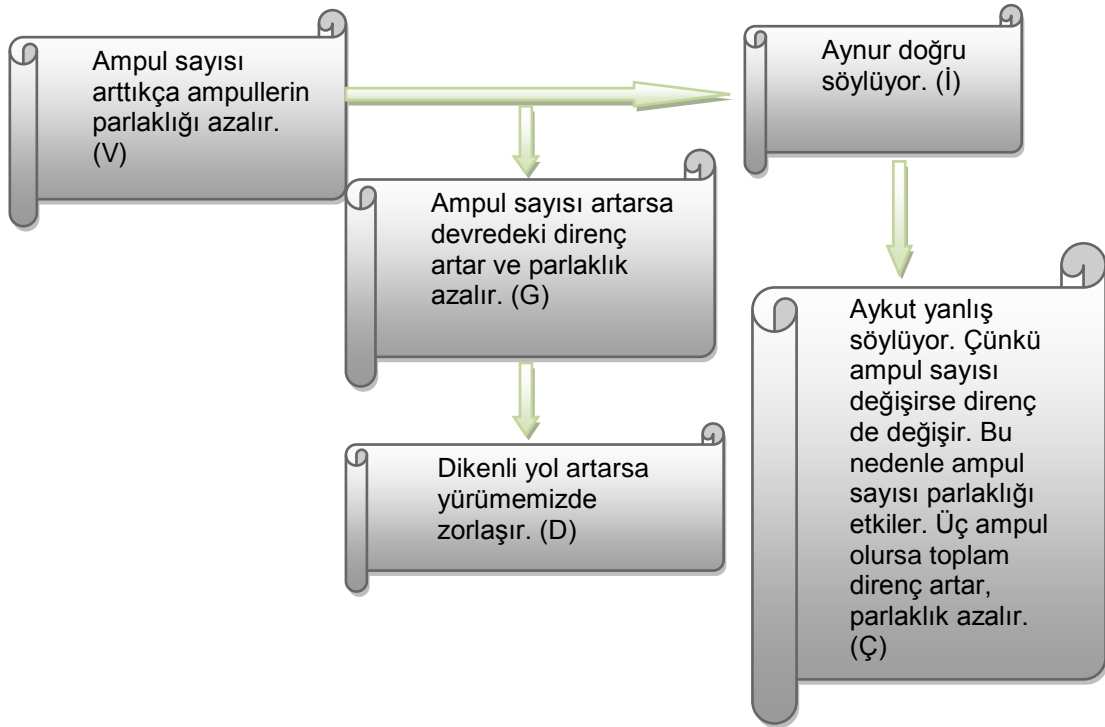 Ampul sayısı
arttıkça ampullerin
parlaklığı azalır.
(V)
Aynur doğru
söylüyor. (İ)
Ampul sayısı artarsa
devredeki direnç
artar ve parlaklık
azalır. (G)
Dikenli yol artarsa
yürümemizde
zorlaşır. (D)
Aykut yanlış
söylüyor. Çünkü
ampul sayısı
değişirse direnç
de değişir. Bu
nedenle ampul
sayısı parlaklığı
etkiler. Üç ampul
olursa toplam
direnç artar,
parlaklık azalır.
(Ç)